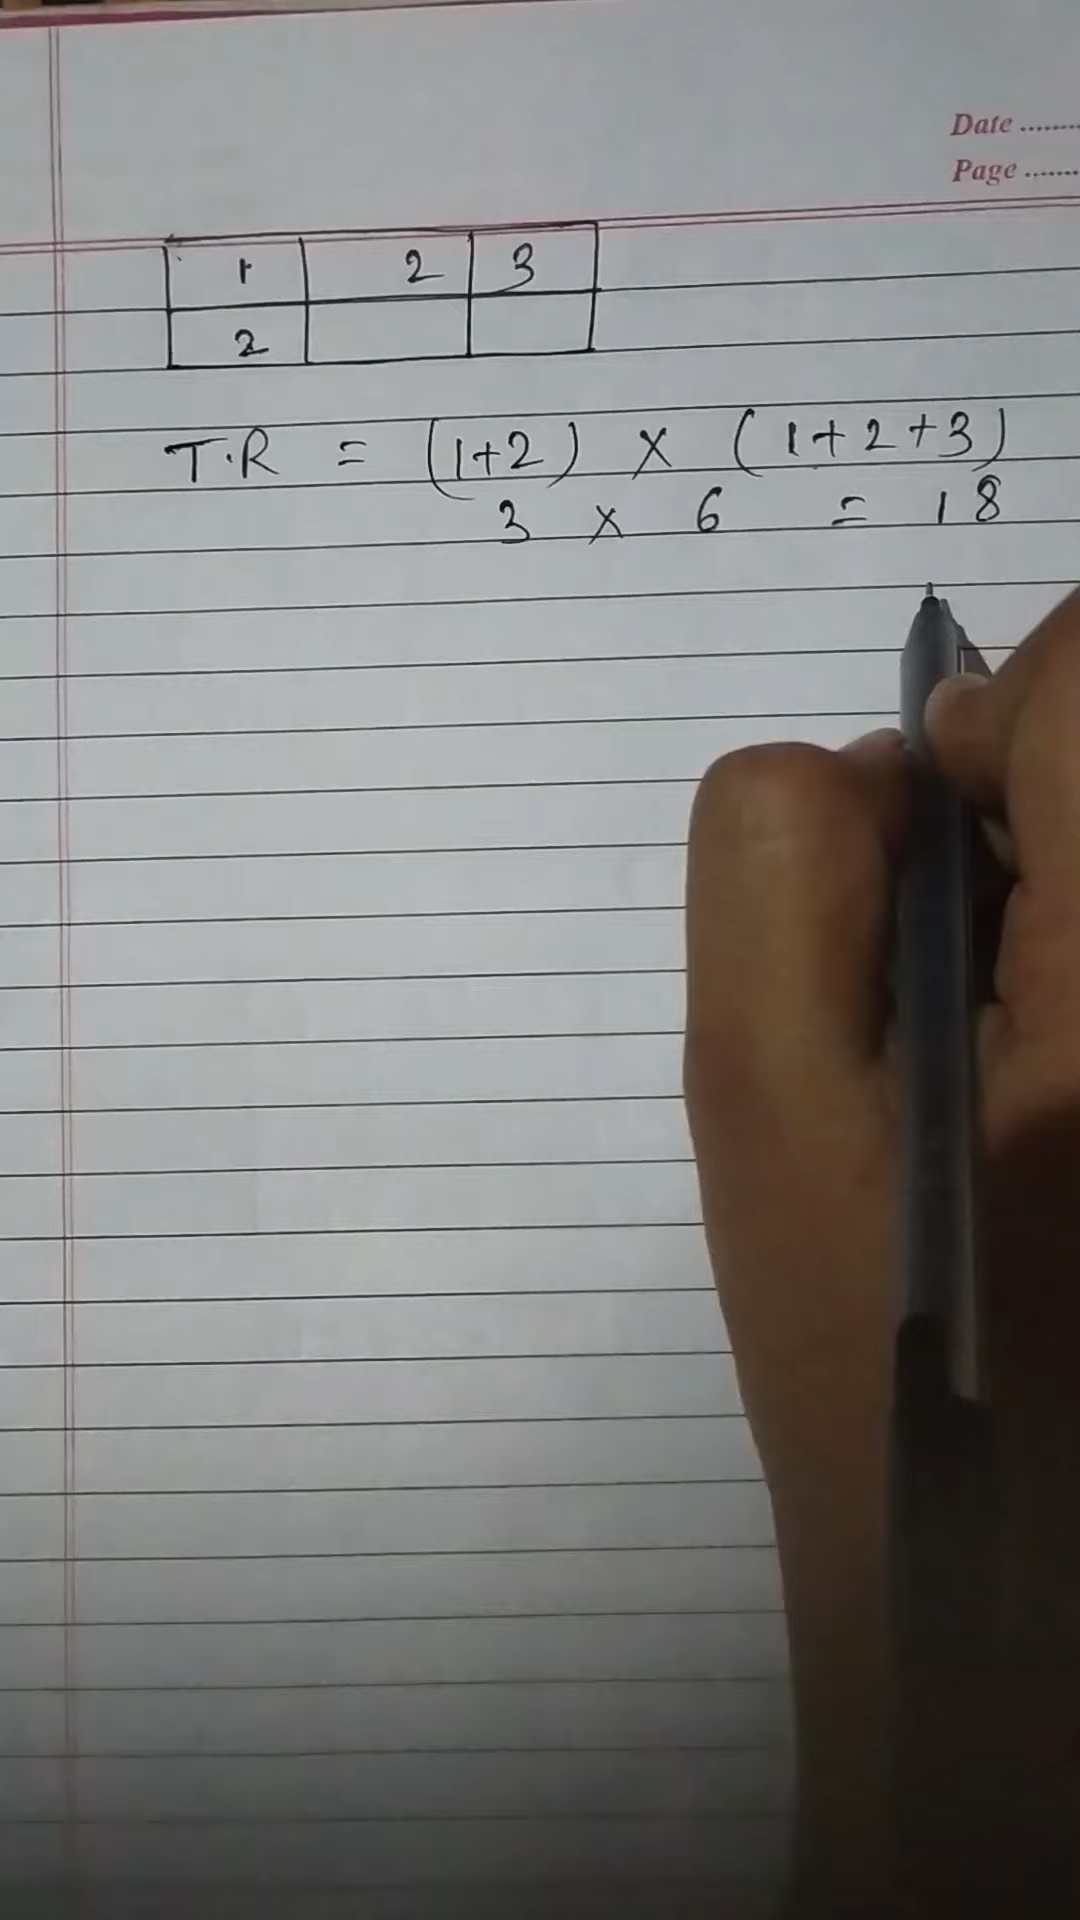 Date ........
Page .......
1 2 3
2
T.R = (1+2) × (1+2+3)
3 × 6 = 18